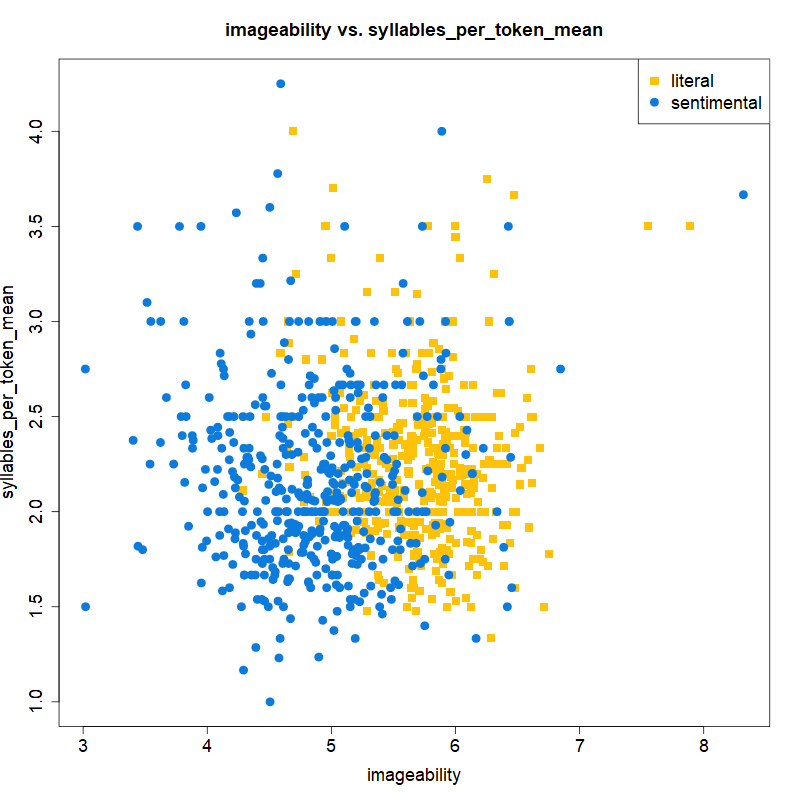 imageability vs. syllables_per_token_mean
literal
sentimental
syllables_per_token_mean
4.0
3.5
3.0
2.5
2.0
1.5
1.0
3 4 5 6 7 8
imageability